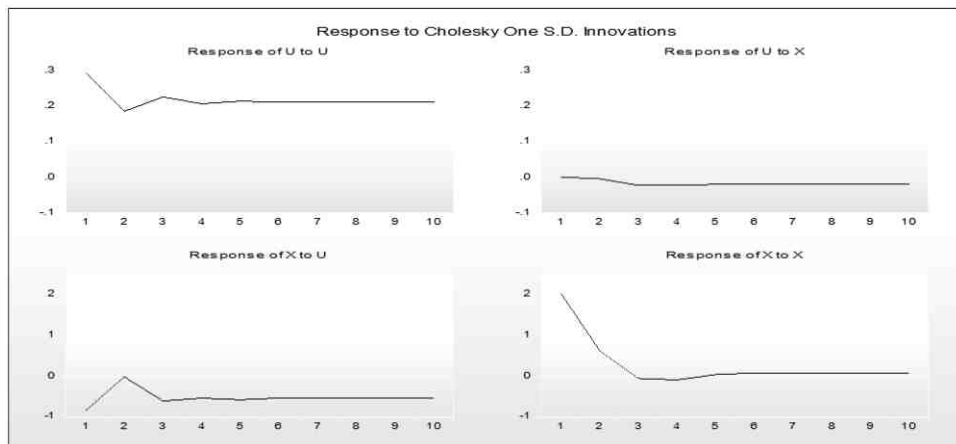 Response to Cholesky One S.D. Innovations
Response of U to U
Response of U to X
.3
.2
.1
.0
-.1
1 2 3 4 5 6 7 8 9 10
.3
.2
.1
.0
-.1
1 2 3 4 5 6 7 8 9 10
Response of X to U
Response of X to X
2
1
0
-1
1 2 3 4 5 6 7 8 9 10
2
1
0
-1
1 2 3 4 5 6 7 8 9 10